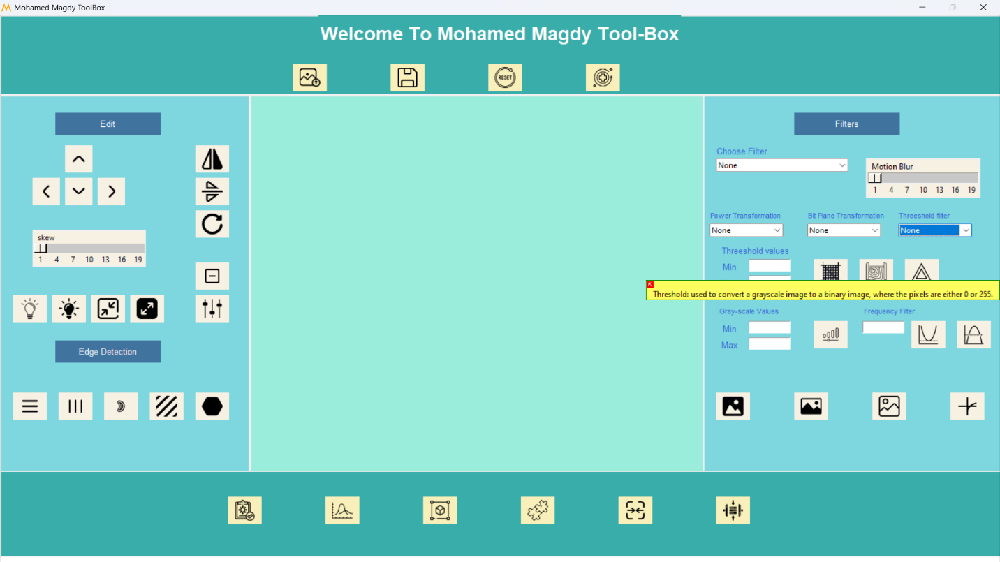 Mohamed Magdy ToolBox
Welcome To Mohamed Magdy Tool-Box
RESET
Edit
skew
1 4 7 10 13 16 19
Edge Detection
Filters
Choose Filter
None
Motion Blur
1 4 7 10 13 16 19
Power Transformation
Bit Plane Transformation
Threeshold filter
None
None
None
Threeshold values
Min
Threshold: used to convert a grayscale image to a binary image, where the pixels are either 0 or 255.
Gray-scale Values
Frequency Filter
Min
Max